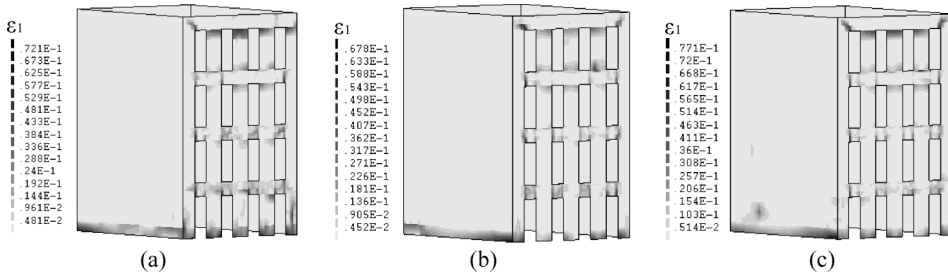 ε1
.721E-1
.673E-1
.625E-1
.577E-1
.529E-1
.481E-1
.433E-1
.384E-1
.336E-1
.288E-1
.24E-1
.192E-1
.144E-1
.961E-2
.481E-2
(a)
ε1
.678E-1
.633E-1
.588E-1
.543E-1
.498E-1
.452E-1
.407E-1
.362E-1
.317E-1
.271E-1
.226E-1
.181E-1
.136E-1
.905E-2
.452E-2
(b)
ε1
.771E-1
.72E-1
.668E-1
.617E-1
.565E-1
.514E-1
.463E-1
.411E-1
.36E-1
.308E-1
.257E-1
.206E-1
.154E-1
.103E-1
.514E-2
(c)